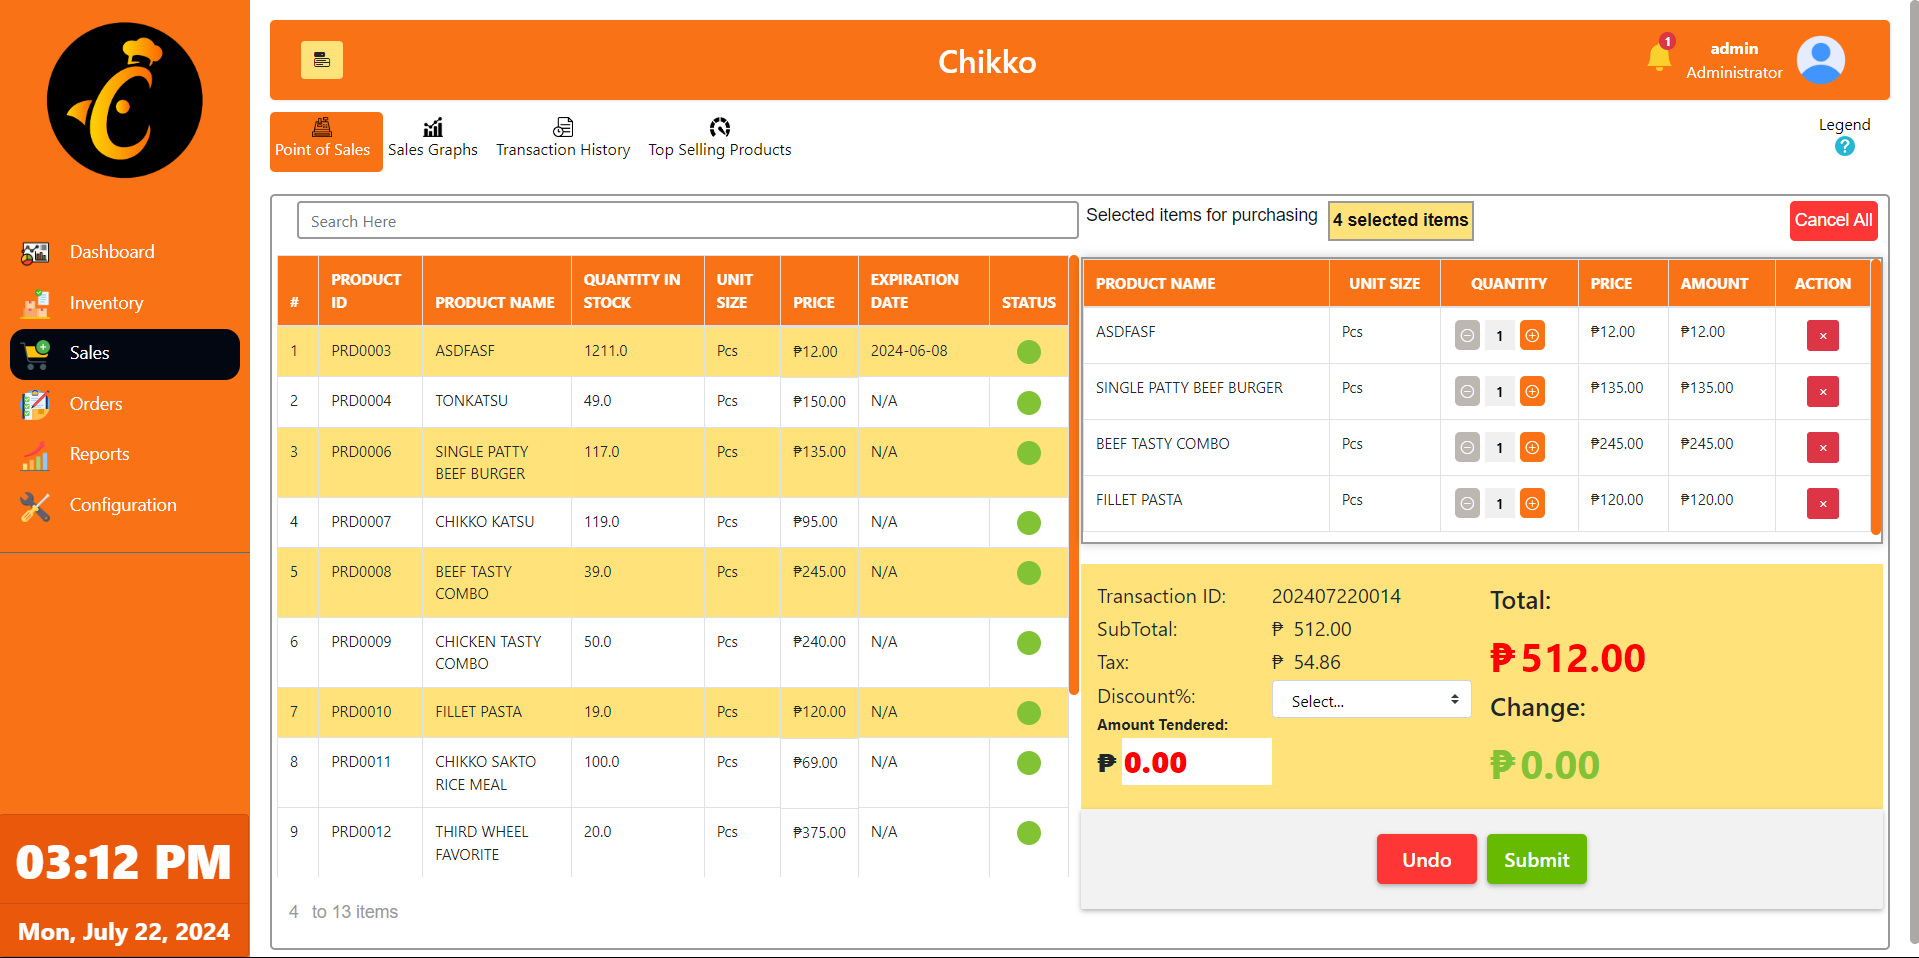 Chikko
1
admin
Administrator
Point of Sales
Sales Graphs
Transaction History
Top Selling Products
Legend
?
Dashboard
Inventory
Sales
Orders
Reports
Configuration
03:12 PM
Mon, July 22, 2024
Search Here
Selected items for purchasing
4 selected items
Cancel All
# PRODUCT ID PRODUCT NAME QUANTITY IN STOCK UNIT SIZE PRICE EXPIRATION DATE STATUS
1 PRD0003 ASDFASF 1211.0 Pcs ₱12.00 2024-06-08
2 PRD0004 TONKATSU 49.0 Pcs ₱150.00 N/A
3 PRD0006 SINGLE PATTY BEEF BURGER 117.0 Pcs ₱135.00 N/A
4 PRD0007 CHIKKO KATSU 119.0 Pcs ₱95.00 N/A
5 PRD0008 BEEF TASTY COMBO 39.0 Pcs ₱245.00 N/A
6 PRD0009 CHICKEN TASTY COMBO 50.0 Pcs ₱240.00 N/A
7 PRD0010 FILLET PASTA 19.0 Pcs ₱120.00 N/A
8 PRD0011 CHIKKO SAKTO RICE MEAL 100.0 Pcs ₱69.00 N/A
9 PRD0012 THIRD WHEEL FAVORITE 20.0 Pcs ₱375.00 N/A
4 to 13 items
PRODUCT NAME UNIT SIZE QUANTITY PRICE AMOUNT ACTION
ASDFASF Pcs 1 ₱12.00 ₱12.00 ×
SINGLE PATTY BEEF BURGER Pcs 1 ₱135.00 ₱135.00 ×
BEEF TASTY COMBO Pcs 1 ₱245.00 ₱245.00 ×
FILLET PASTA Pcs 1 ₱120.00 ₱120.00 ×
Transaction ID: 202407220014
SubTotal: ₱ 512.00
Tax: ₱ 54.86
Discount%: Select...
Amount Tendered:
₱ 0.00
Total:
₱512.00
Change:
₱0.00
Undo
Submit